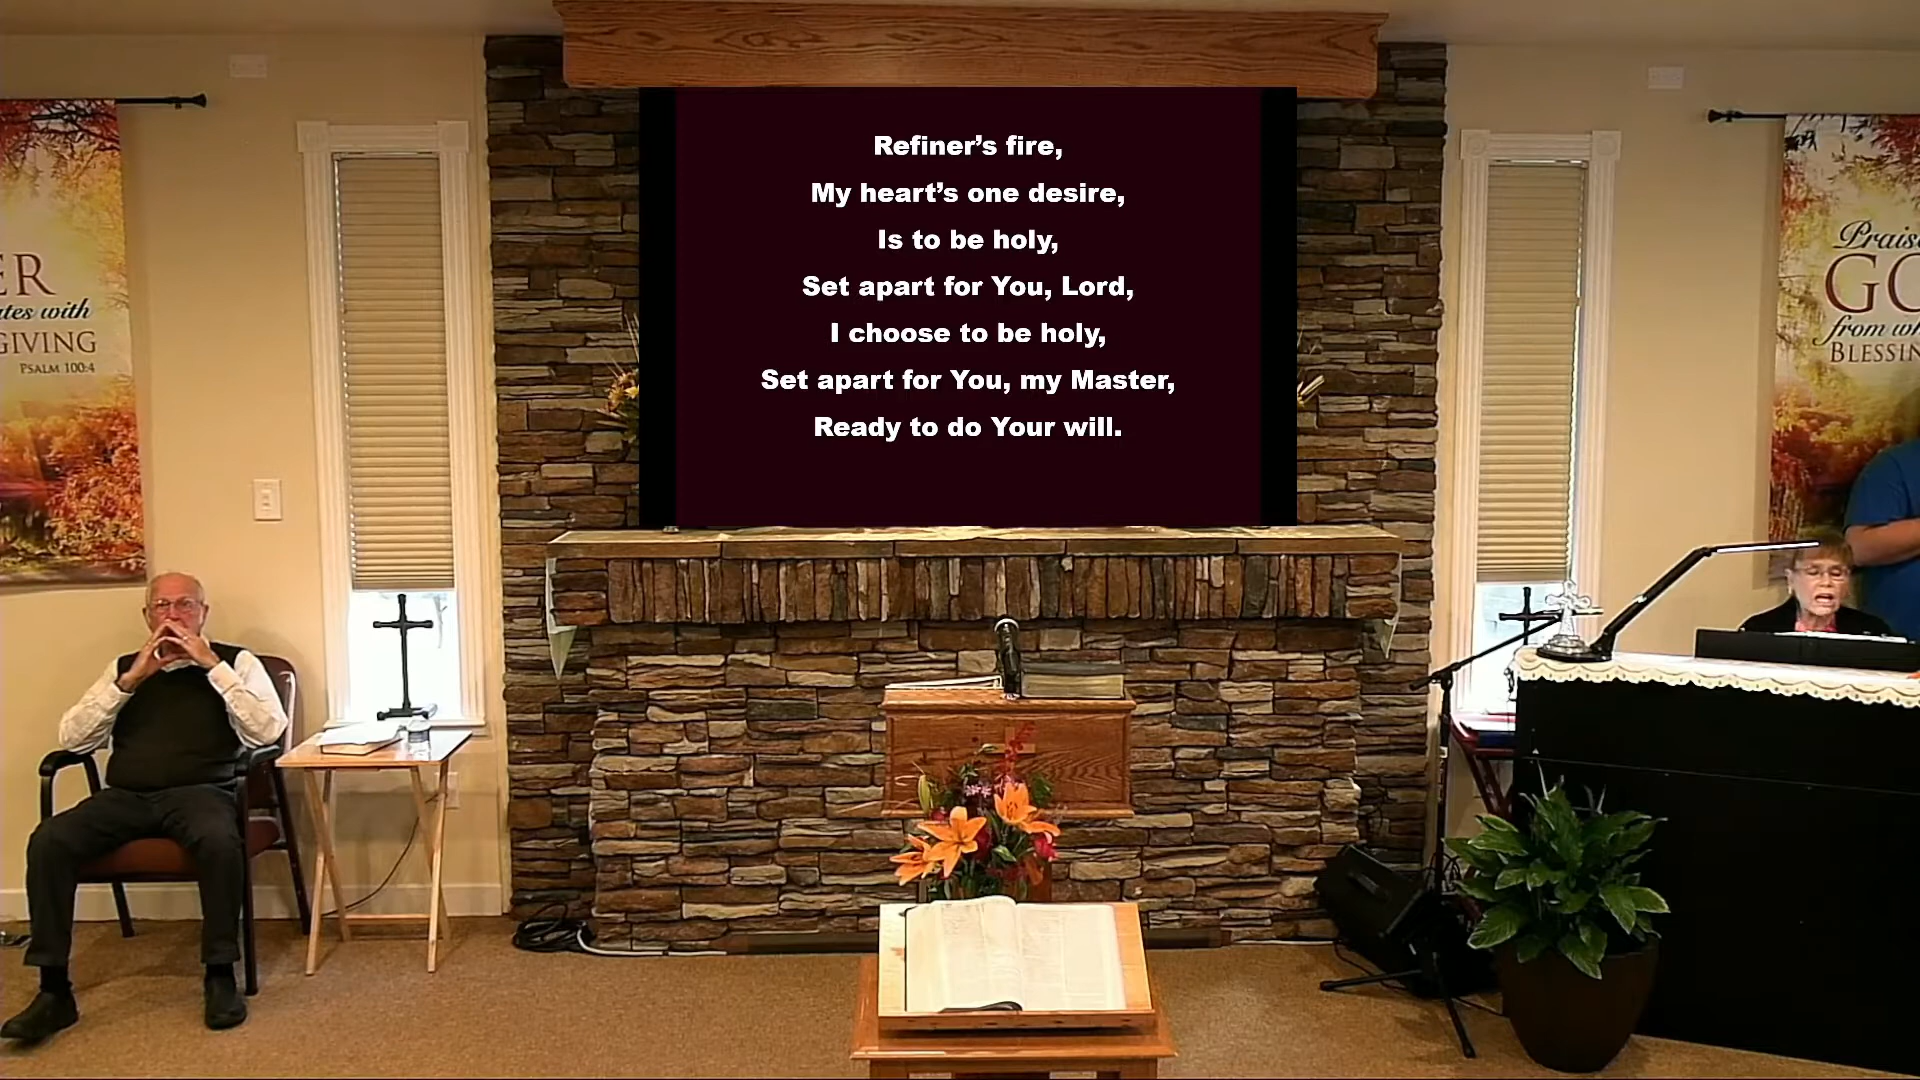 Refiner's fire,
My heart's one desire,
Is to be holy,
Set apart for You, Lord,
I choose to be holy,
Set apart for You, my Master,
Ready to do Your will.
ER
ates with
GIVING
PSALM 100:4
Praise
GO
from wh
BLESSIN